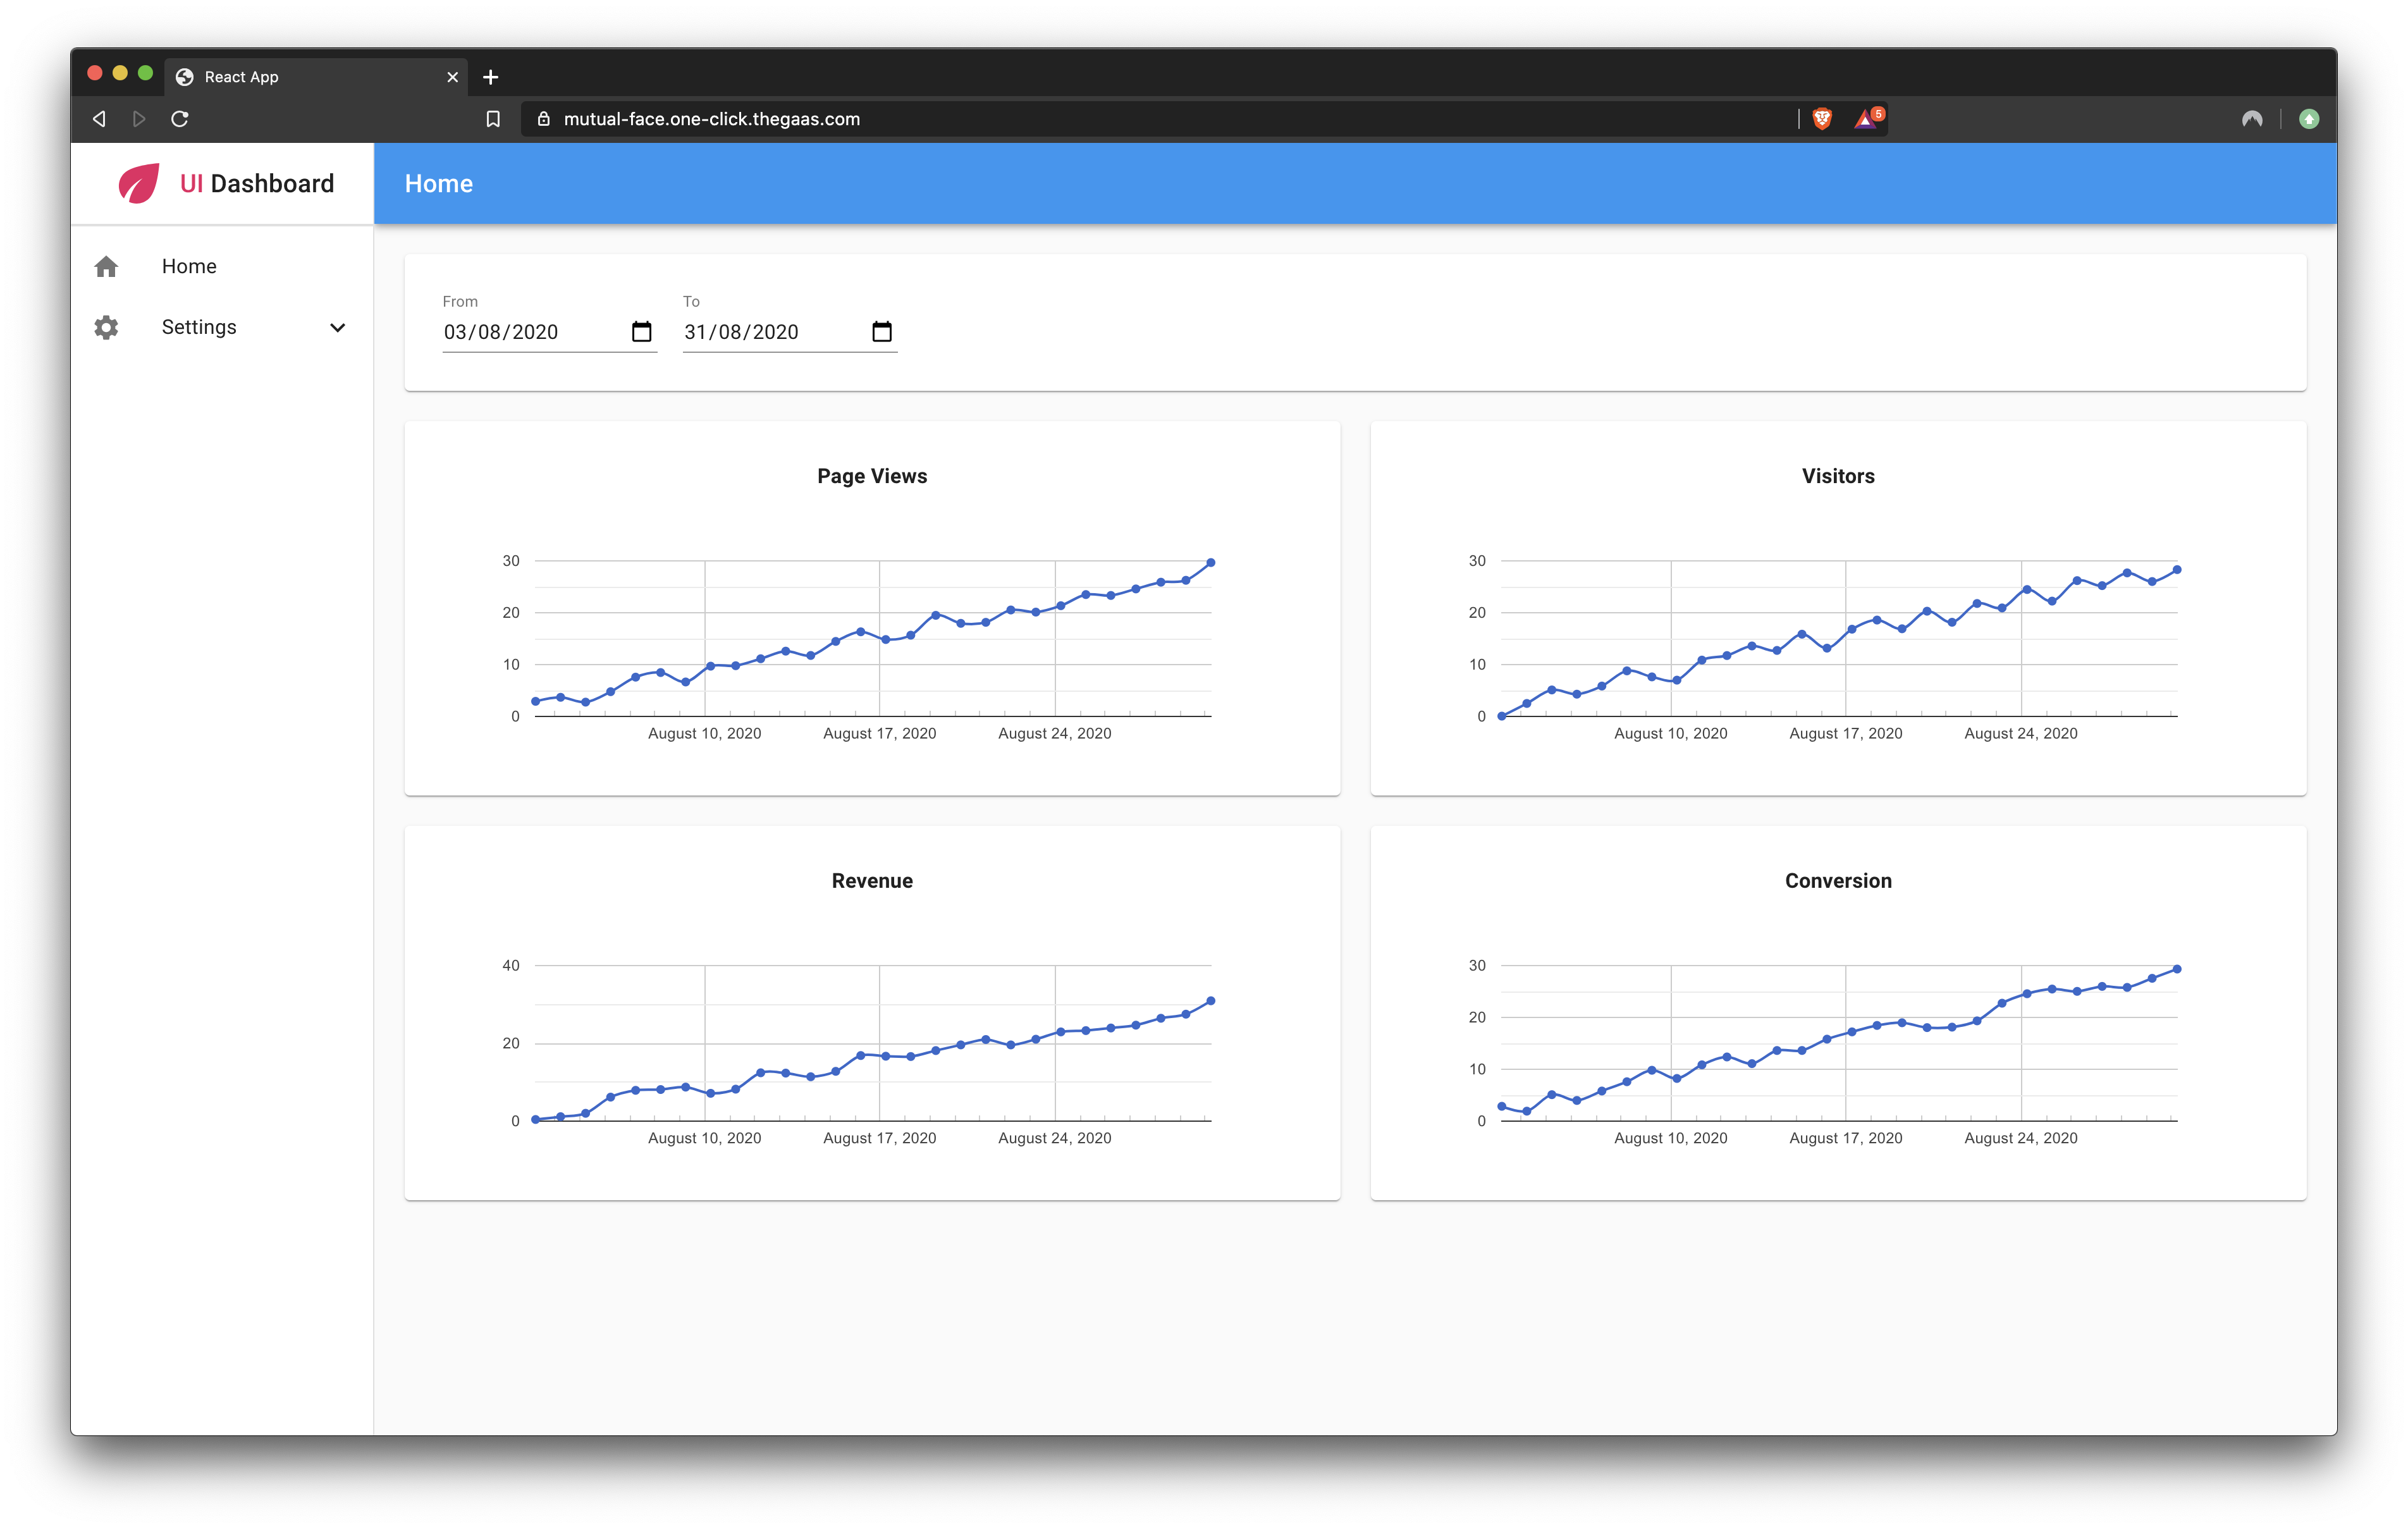 React App
mutual-face.one-click.thegaas.com
5
UI Dashboard
Home
Home
Settings
From
03/08/2020
To
31/08/2020
Page Views
30
20
10
0
August 10, 2020 August 17, 2020 August 24, 2020
Visitors
30
20
10
0
August 10, 2020 August 17, 2020 August 24, 2020
Revenue
40
20
0
August 10, 2020 August 17, 2020 August 24, 2020
Conversion
30
20
10
0
August 10, 2020 August 17, 2020 August 24, 2020